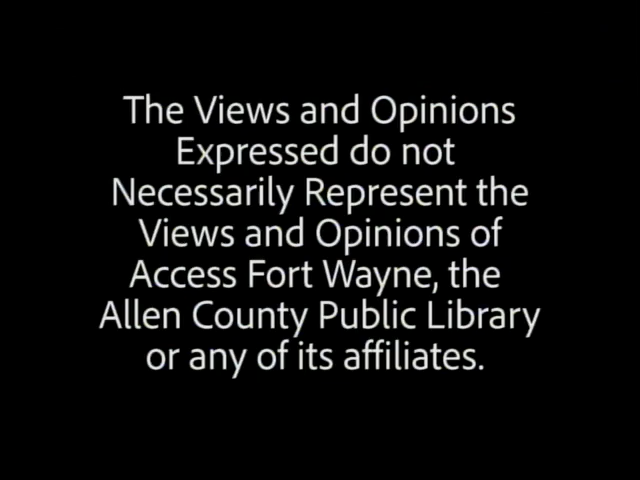 The Views and Opinions
Expressed do not
Necessarily Represent the
Views and Opinions of
Access Fort Wayne, the
Allen County Public Library
or any of its affiliates.